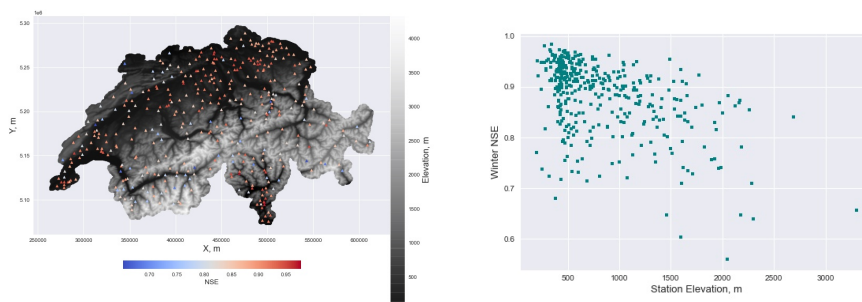 1e6
5.30
5.25
5.20
5.15
5.10
Y, m
250000 300000 350000 400000 450000 500000 550000 600000
X, m
0.70 0.75 0.80 0.85 0.90 0.95
NSE
4000
3500
3000
2500
2000
1500
1000
500
Elevation, m
1.0
0.9
0.8
0.7
0.6
Winter NSE
500 1000 1500 2000 2500 3000
Station Elevation, m